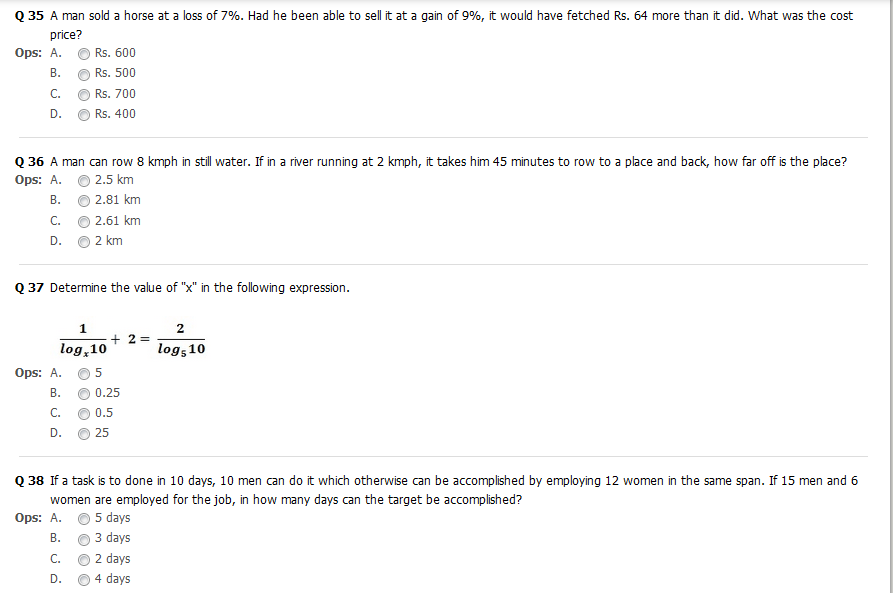 Q 35 A man sold a horse at a loss of 7%. Had he been able to sell it at a gain of 9%, it would have fetched Rs. 64 more than it did. What was the cost
price?
Ops: A. Rs. 600
B. Rs. 500
C. Rs. 700
D. Rs. 400
Q 36 A man can row 8 kmph in still water. If in a river running at 2 kmph, it takes him 45 minutes to row to a place and back, how far off is the place?
Ops: A. 2.5 km
B. 2.81 km
C. 2.61 km
D. 2 km
Q 37 Determine the value of "x" in the following expression.
1/logₓ10 + 2 = 2/log₅10
Ops: A. 5
B. 0.25
C. 0.5
D. 25
Q 38 If a task is to done in 10 days, 10 men can do it which otherwise can be accomplished by employing 12 women in the same span. If 15 men and 6
women are employed for the job, in how many days can the target be accomplished?
Ops: A. 5 days
B. 3 days
C. 2 days
D. 4 days